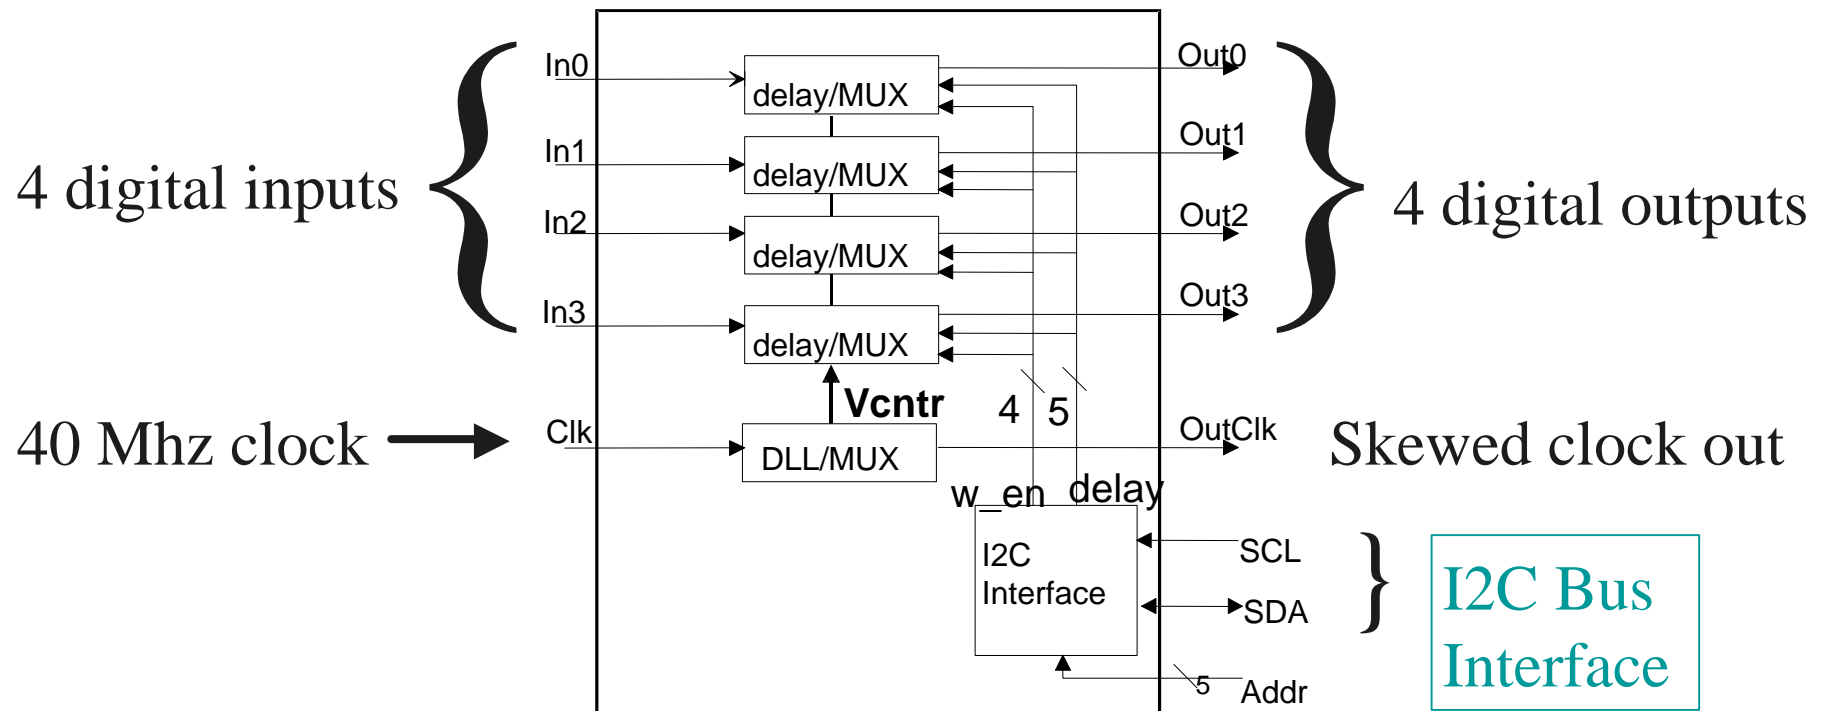 In0
delay/MUX
Out0
In1
delay/MUX
Out1
4 digital inputs
4 digital outputs
In2
delay/MUX
Out2
In3
delay/MUX
Out3
Vcntr
4
5
40 Mhz clock
Clk
DLL/MUX
OutClk
Skewed clock out
w_en
delay
I2C
Interface
SCL
SDA
I2C Bus
Interface
5
Addr